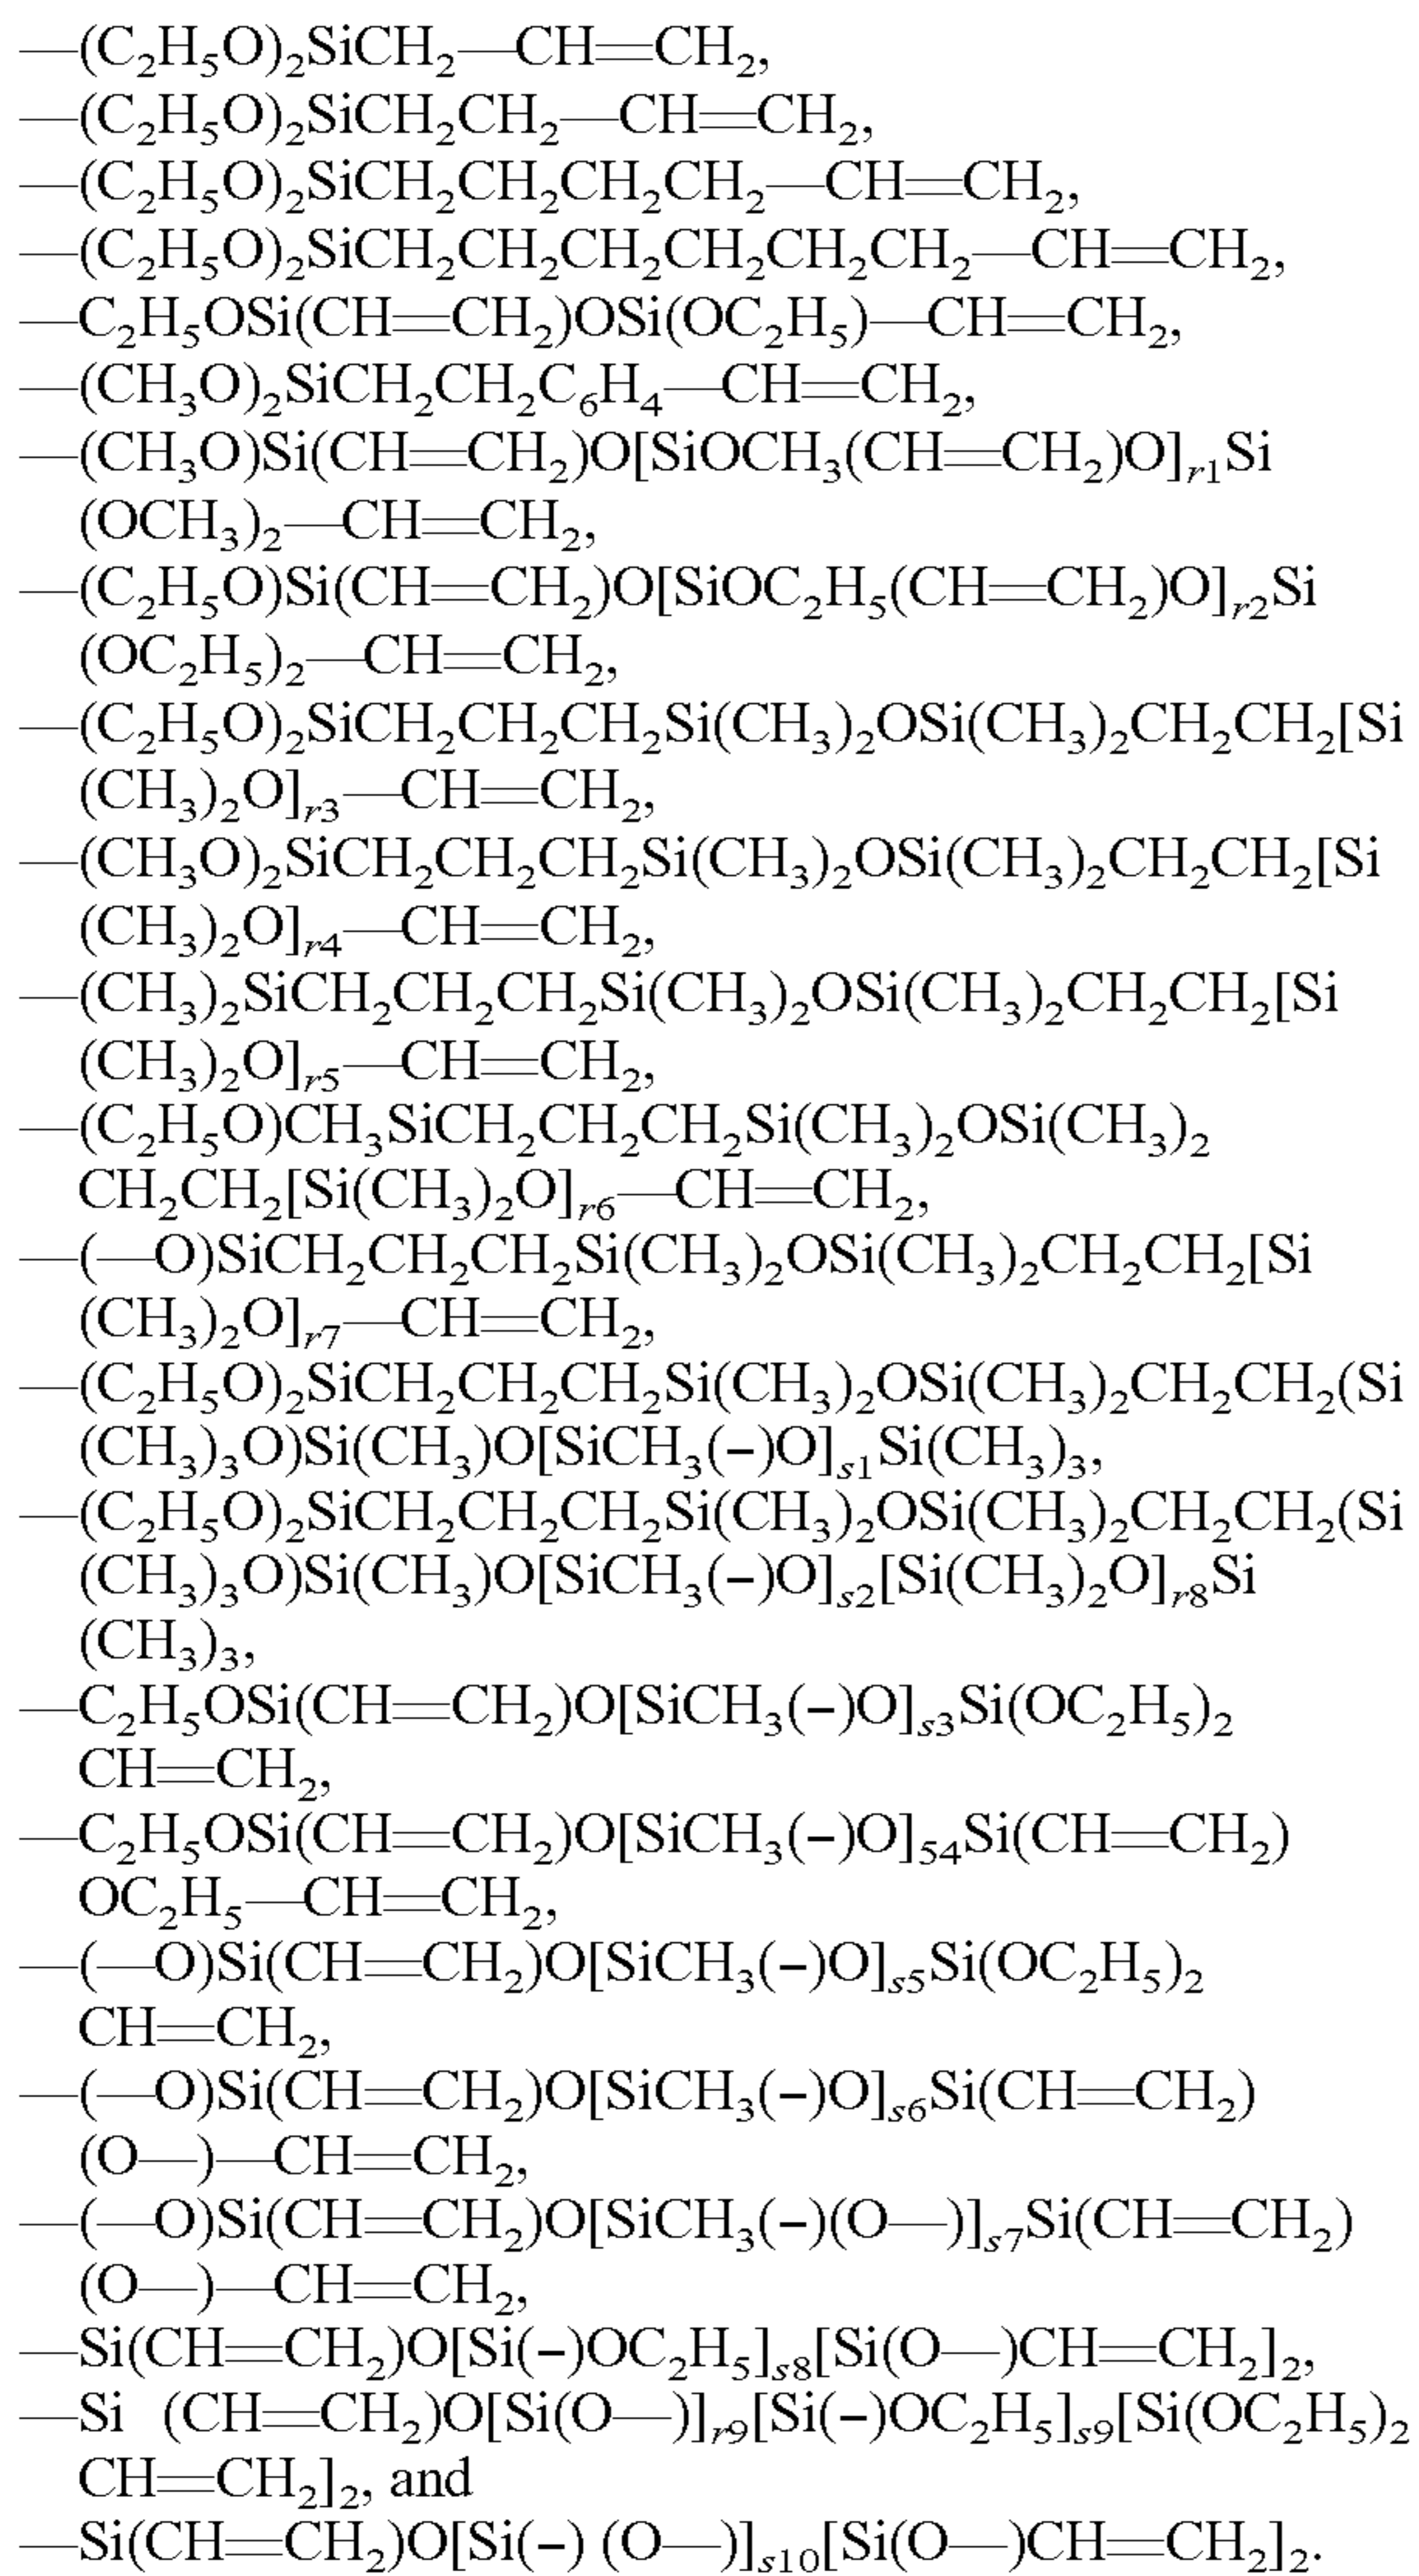 —(C₂H₅O)₂SiCH₂—CH═CH₂,
—(C₂H₅O)₂SiCH₂CH₂—CH═CH₂,
—(C₂H₅O)₂SiCH₂CH₂CH₂CH₂—CH═CH₂,
—(C₂H₅O)₂SiCH₂CH₂CH₂CH₂CH₂CH₂—CH═CH₂,
—C₂H₅OSi(CH═CH₂)OSi(OC₂H₅)—CH═CH₂,
—(CH₃O)₂SiCH₂CH₂C₆H₄—CH═CH₂,
—(CH₃O)Si(CH═CH₂)O[SiOCH₃(CH═CH₂)O]r1Si
(OCH₃)₂—CH═CH₂,
—(C₂H₅O)Si(CH═CH₂)O[SiOC₂H₅(CH═CH₂)O]r2Si
(OC₂H₅)₂—CH═CH₂,
—(C₂H₅O)₂SiCH₂CH₂CH₂Si(CH₃)₂OSi(CH₃)₂CH₂CH₂[Si
(CH₃)₂O]r3—CH═CH₂,
—(CH₃O)₂SiCH₂CH₂CH₂Si(CH₃)₂OSi(CH₃)₂CH₂CH₂[Si
(CH₃)₂O]r4—CH═CH₂,
—(CH₃)₂SiCH₂CH₂CH₂Si(CH₃)₂OSi(CH₃)₂CH₂CH₂[Si
(CH₃)₂O]r5—CH═CH₂,
—(C₂H₅O)CH₃SiCH₂CH₂CH₂Si(CH₃)₂OSi(CH₃)₂
CH₂CH₂[Si(CH₃)₂O]r6—CH═CH₂,
—(—O)SiCH₂CH₂CH₂Si(CH₃)₂OSi(CH₃)₂CH₂CH₂[Si
(CH₃)₂O]r7—CH═CH₂,
—(C₂H₅O)₂SiCH₂CH₂CH₂Si(CH₃)₂OSi(CH₃)₂CH₂CH₂(Si
(CH₃)₃O)Si(CH₃)O[SiCH₃(–)O]s1Si(CH₃)₃,
—(C₂H₅O)₂SiCH₂CH₂CH₂Si(CH₃)₂OSi(CH₃)₂CH₂CH₂(Si
(CH₃)₃O)Si(CH₃)O[SiCH₃(–)O]s2[Si(CH₃)₂O]r8Si
(CH₃)₃,
—C₂H₅OSi(CH═CH₂)O[SiCH₃(–)O]s3Si(OC₂H₅)₂
CH═CH₂,
—C₂H₅OSi(CH═CH₂)O[SiCH₃(–)O]₅₄Si(CH═CH₂)
OC₂H₅—CH═CH₂,
—(—O)Si(CH═CH₂)O[SiCH₃(–)O]s5Si(OC₂H₅)₂
CH═CH₂,
—(—O)Si(CH═CH₂)O[SiCH₃(–)O]s6Si(CH═CH₂)
(O—)—CH═CH₂,
—(—O)Si(CH═CH₂)O[SiCH₃(–)(O—)]s7Si(CH═CH₂)
(O—)—CH═CH₂,
—Si(CH═CH₂)O[Si(–)OC₂H₅]s8[Si(O—)CH═CH₂]₂,
—Si (CH═CH₂)O[Si(O—)]r9[Si(–)OC₂H₅]s9[Si(OC₂H₅)₂
CH═CH₂]₂, and
—Si(CH═CH₂)O[Si(–) (O—)]s10[Si(O—)CH═CH₂]₂.